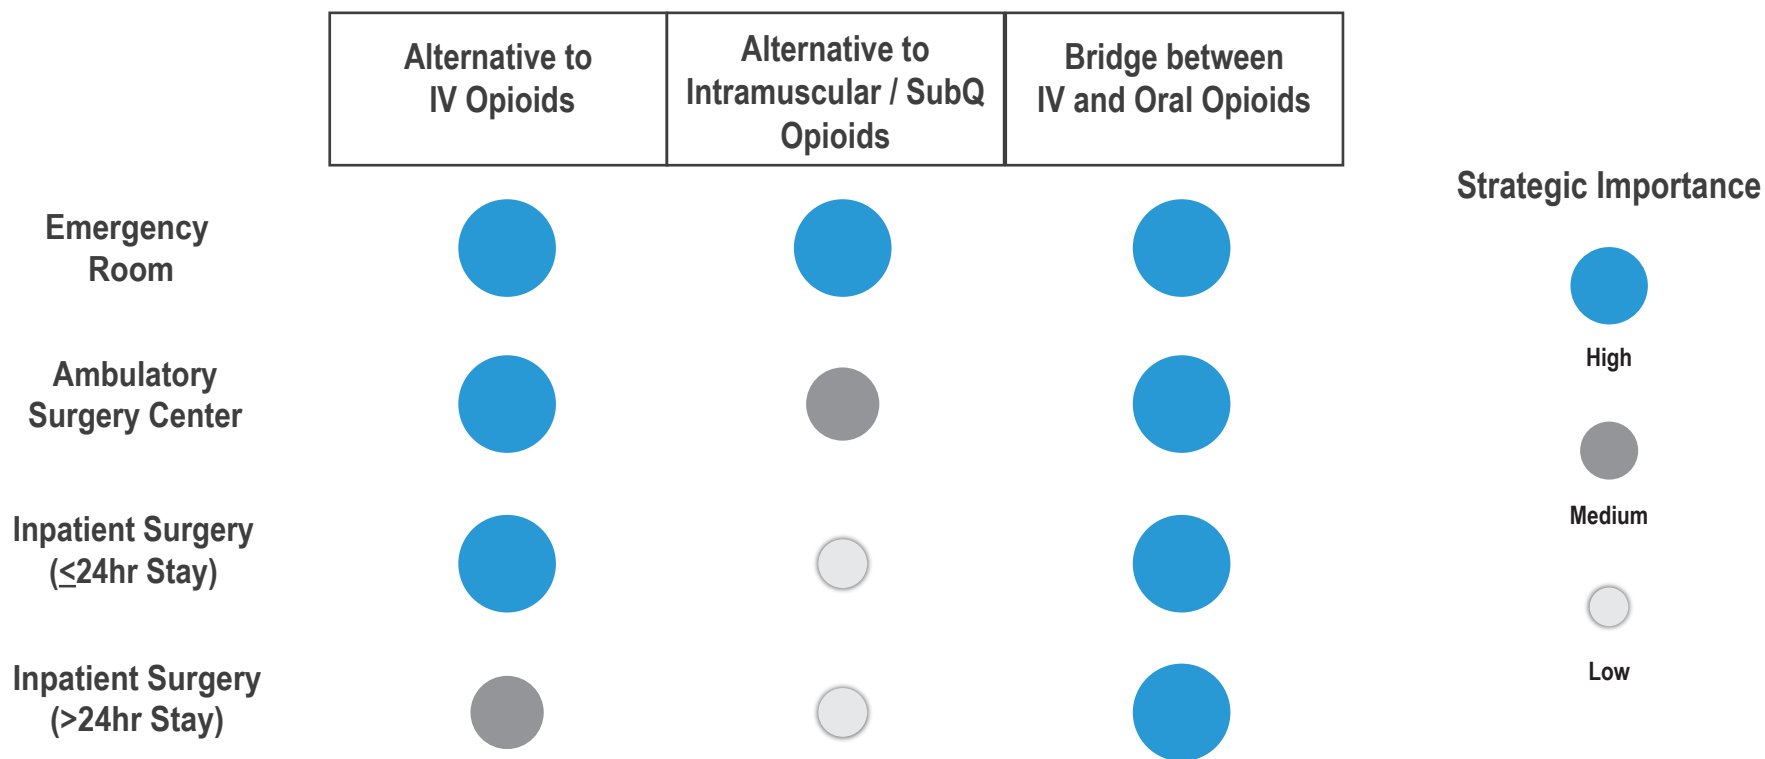 Alternative to
IV Opioids
Alternative to
Intramuscular / SubQ
Opioids
Bridge between
IV and Oral Opioids
Strategic Importance
Emergency
Room
High
Ambulatory
Surgery Center
Medium
Inpatient Surgery
(≤24hr Stay)
Low
Inpatient Surgery
(>24hr Stay)